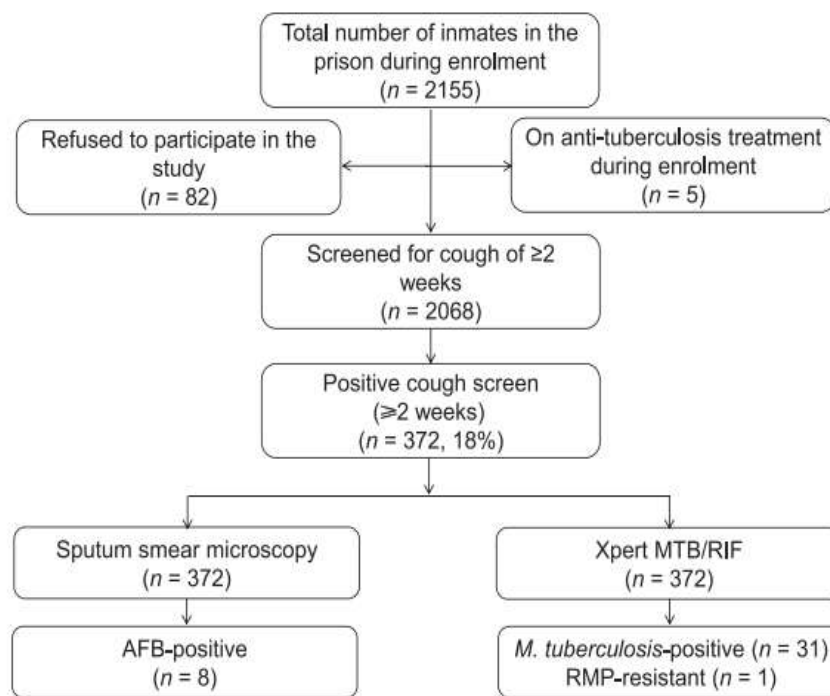 Total number of inmates in the
prison during enrolment
(n = 2155)
Refused to participate in the
study
(n = 82)
On anti-tuberculosis treatment
during enrolment
(n = 5)
Screened for cough of ≥2
weeks
(n = 2068)
Positive cough screen
(⩾2 weeks)
(n = 372, 18%)
Sputum smear microscopy
(n = 372)
Xpert MTB/RIF
(n = 372)
AFB-positive
(n = 8)
M. tuberculosis-positive (n = 31)
RMP-resistant (n = 1)